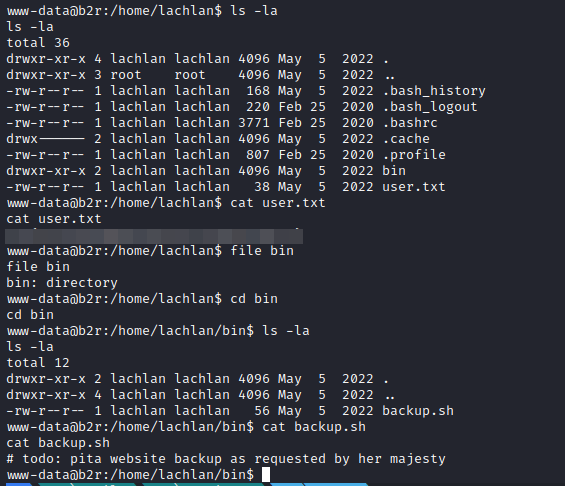 www-data@b2r:/home/lachlan$ ls -la
ls -la
total 36
drwxr-xr-x 4 lachlan lachlan 4096 May  5  2022 .
drwxr-xr-x 3 root    root    4096 May  5  2022 ..
-rw-r--r-- 1 lachlan lachlan  168 May  5  2022 .bash_history
-rw-r--r-- 1 lachlan lachlan  220 Feb 25  2020 .bash_logout
-rw-r--r-- 1 lachlan lachlan 3771 Feb 25  2020 .bashrc
drwx------ 2 lachlan lachlan 4096 May  5  2022 .cache
-rw-r--r-- 1 lachlan lachlan  807 Feb 25  2020 .profile
drwxr-xr-x 2 lachlan lachlan 4096 May  5  2022 bin
-rw-r--r-- 1 lachlan lachlan   38 May  5  2022 user.txt
www-data@b2r:/home/lachlan$ cat user.txt
cat user.txt
www-data@b2r:/home/lachlan$ file bin
file bin
bin: directory
www-data@b2r:/home/lachlan$ cd bin
cd bin
www-data@b2r:/home/lachlan/bin$ ls -la
ls -la
total 12
drwxr-xr-x 2 lachlan lachlan 4096 May  5  2022 .
drwxr-xr-x 4 lachlan lachlan 4096 May  5  2022 ..
-rw-r--r-- 1 lachlan lachlan   56 May  5  2022 backup.sh
www-data@b2r:/home/lachlan/bin$ cat backup.sh
cat backup.sh
# todo: pita website backup as requested by her majesty
www-data@b2r:/home/lachlan/bin$